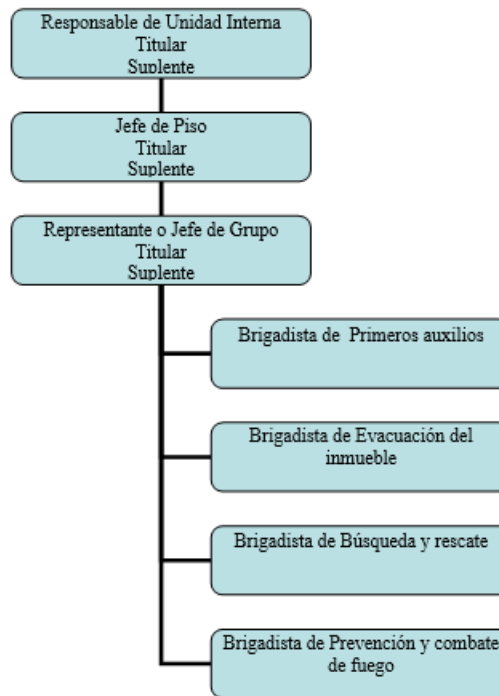 Responsable de Unidad Interna
Titular
Suplente
Jefe de Piso
Titular
Suplente
Representante o Jefe de Grupo
Titular
Suplente
Brigadista de Primeros auxilios
Brigadista de Evacuación del
inmueble
Brigadista de Búsqueda y rescate
Brigadista de Prevención y combate
de fuego